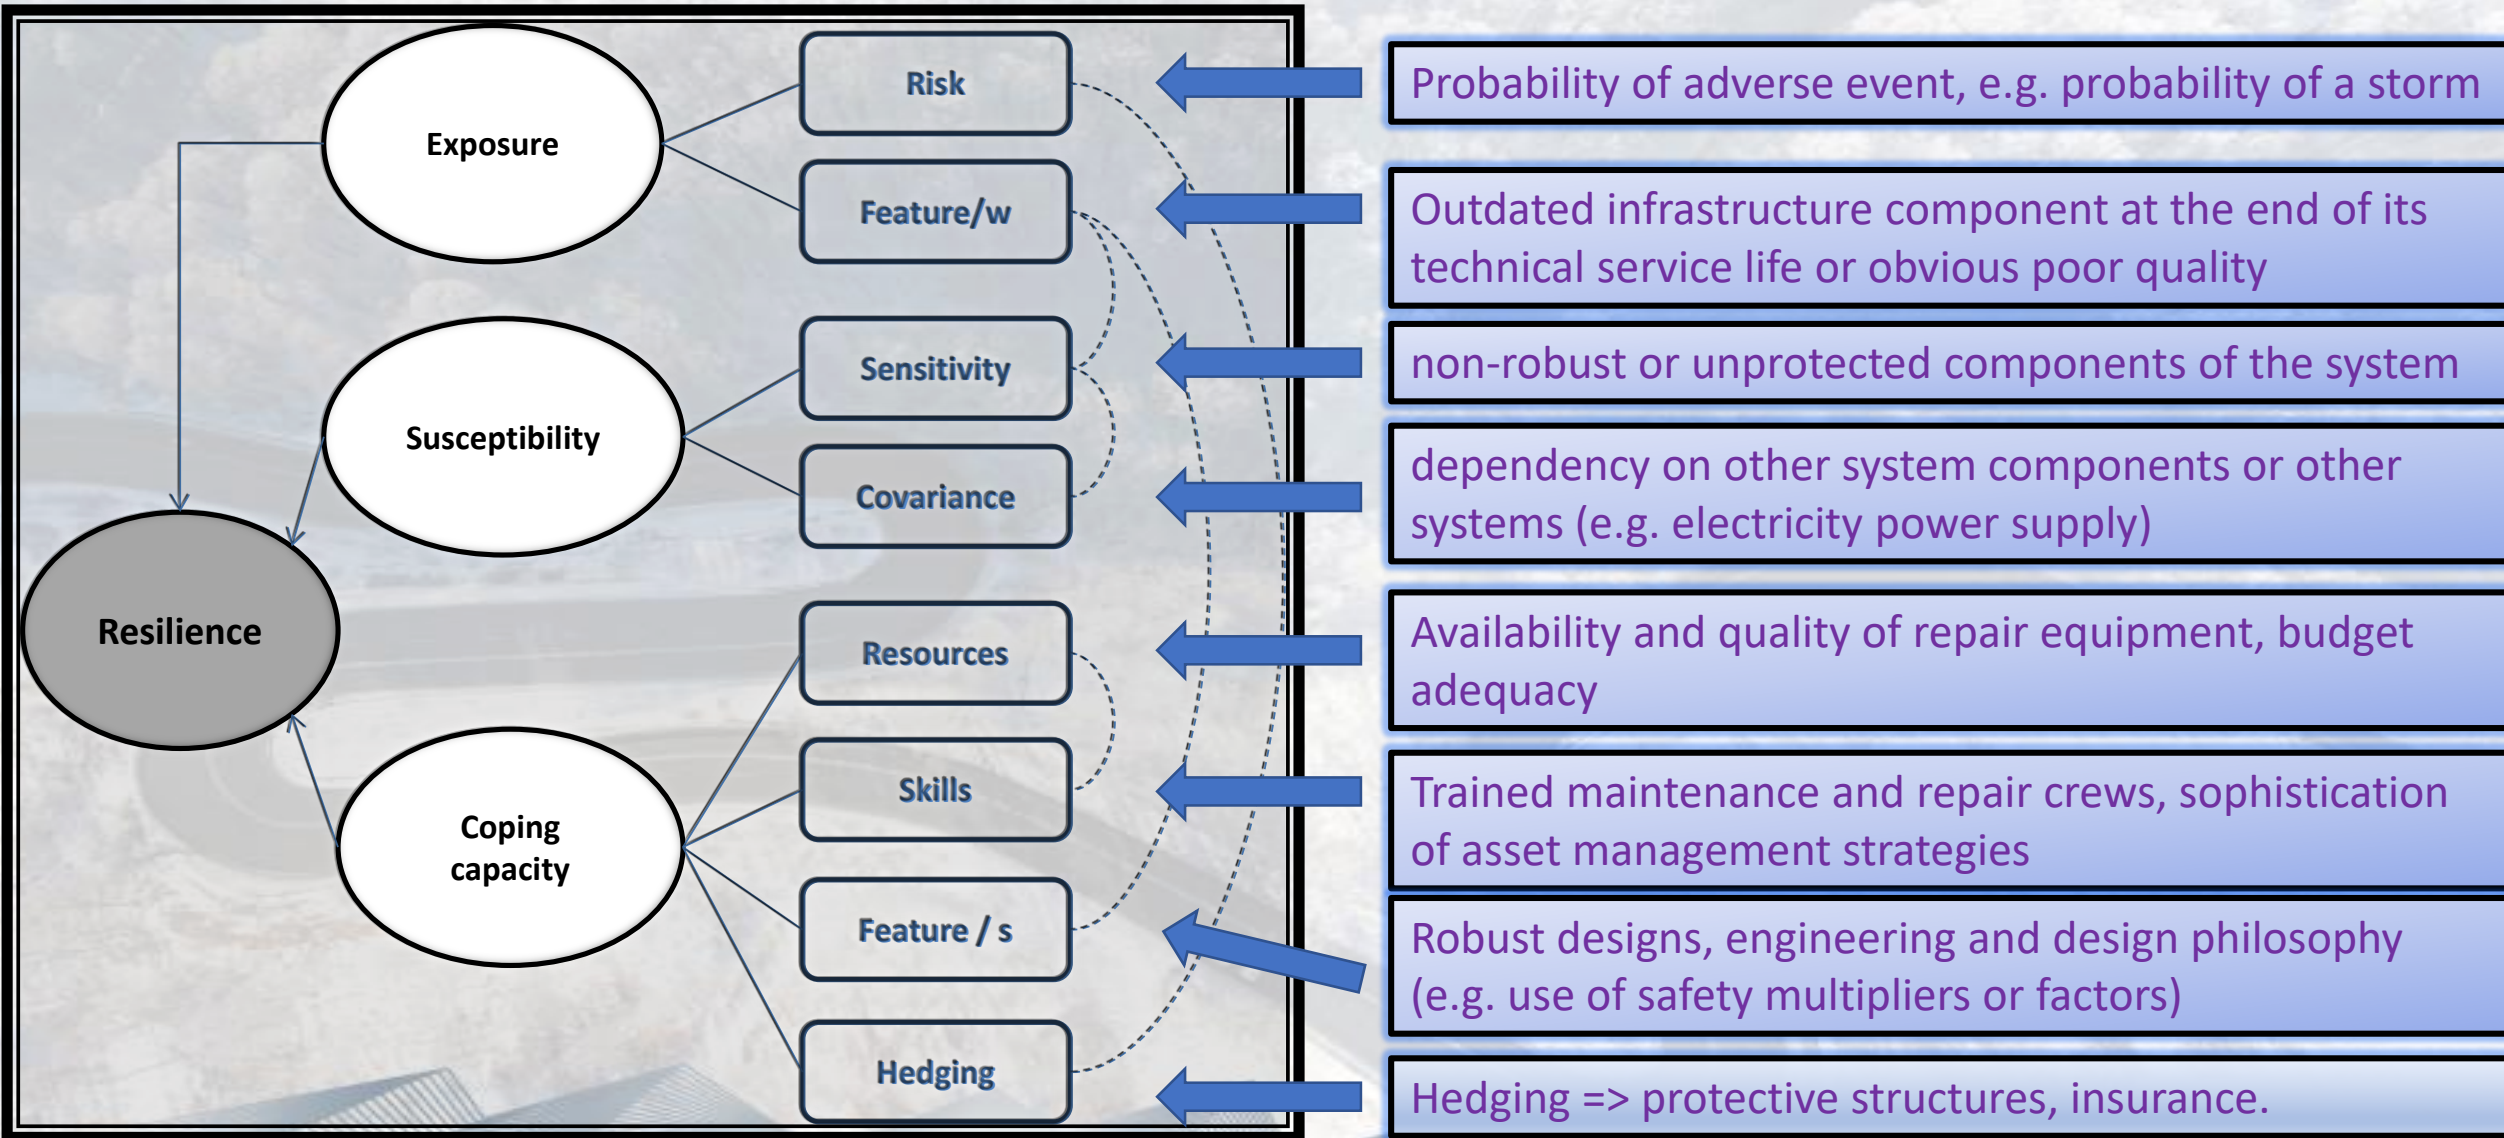 Exposure
Susceptibility
Resilience
Coping
capacity
Risk
Feature/w
Sensitivity
Covariance
Resources
Skills
Feature / s
Hedging
Probability of adverse event, e.g. probability of a storm
Outdated infrastructure component at the end of its
technical service life or obvious poor quality
non-robust or unprotected components of the system
dependency on other system components or other
systems (e.g. electricity power supply)
Availability and quality of repair equipment, budget
adequacy
Trained maintenance and repair crews, sophistication
of asset management strategies
Robust designs, engineering and design philosophy
(e.g. use of safety multipliers or factors)
Hedging => protective structures, insurance.